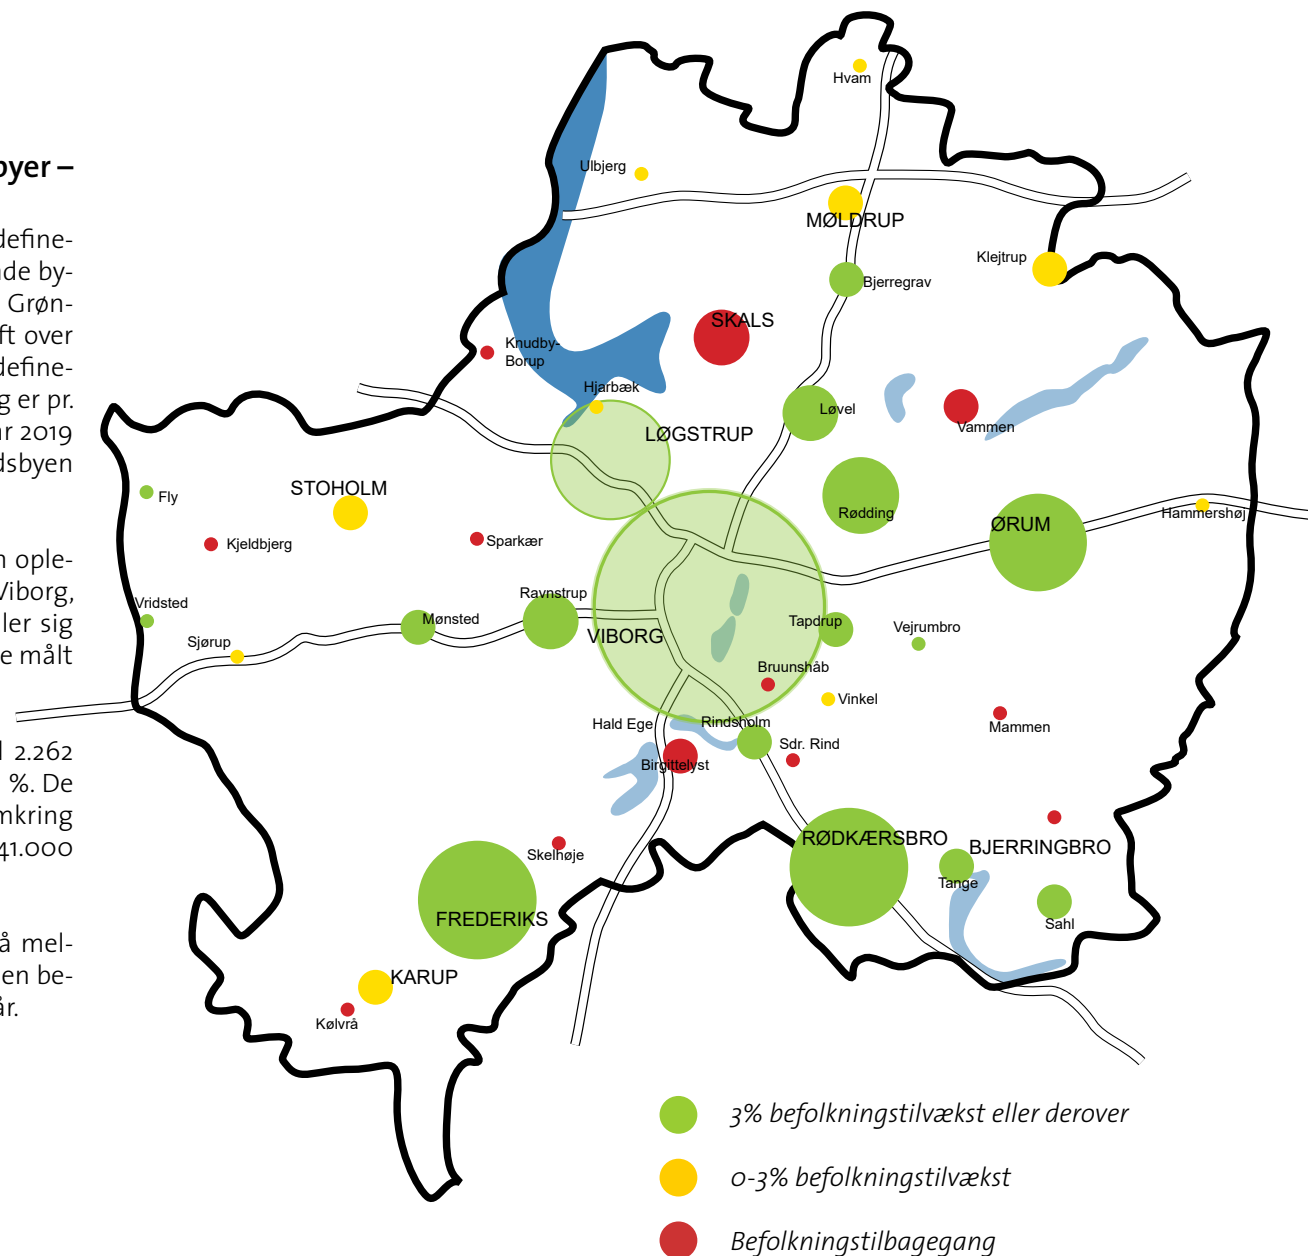 byer –
define-
de by-
Grøn-
ft over
define-
g er pr.
ar 2019
dsbyen
n ople-
Viborg,
ler sig
e målt
l 2.262
%. De
mkring
41.000
å mel-
en be-
år.
Hvam
Ulbjerg
MØLDRUP
Klejtrup
Bjerregrav
SKALS
Knudby-
Borup
Hjarbæk
Løvel
Vammen
LØGSTRUP
STOHOLM
Fly
Rødding
ØRUM
Hammershøj
Kjeldbjerg
Sparkær
Vridsted
Ravnstrup
Mønsted
Tapdrup
Vejrumbro
Sjørup
VIBORG
Bruunshåb
Vinkel
Hald Ege
Rindsholm
Mammen
Sdr. Rind
Birgittelyst
RØDKÆRSBRO
BJERRINGBRO
Skelhøje
Tange
FREDERIKS
Sahl
KARUP
Kølvrå
3% befolkningstilvækst eller derover
0-3% befolkningstilvækst
Befolkningstilbagegang